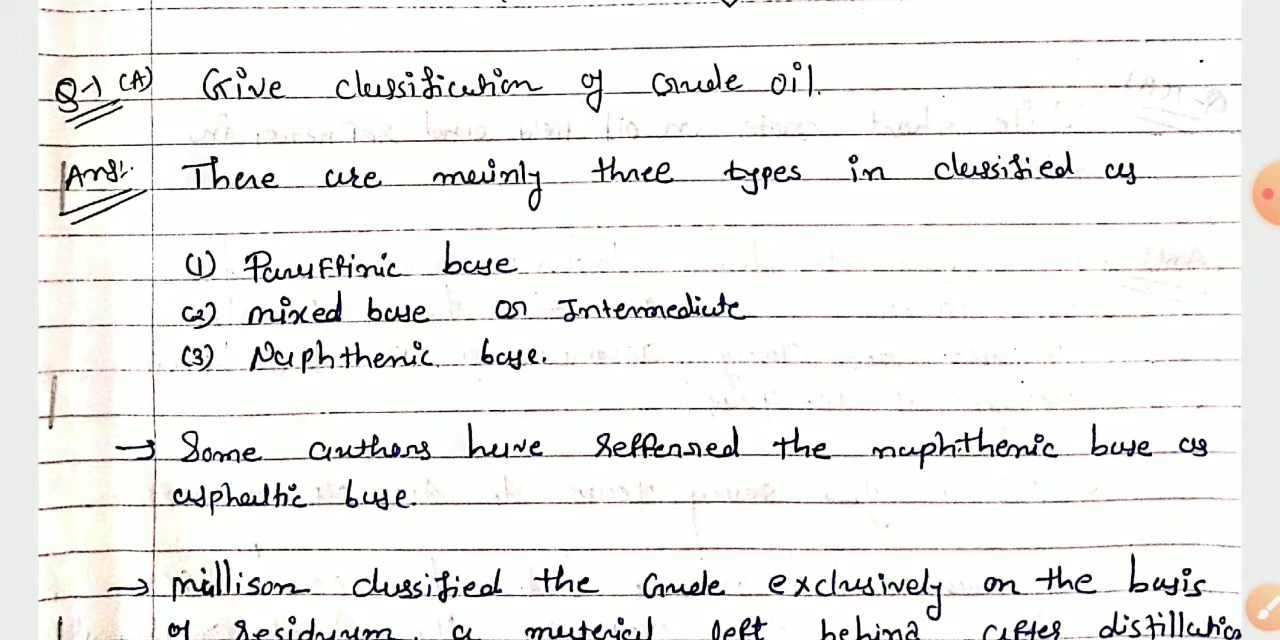 Q-1 (A) Give classification of crude oil.
Ans:. There are mainly three types in classified as
(1) Paraffinic base
(2) mixed base or Intermediate
(3) Naphthenic base.
→ Some authors have reffered the naphthenic base as
asphaltic base.
→ millison classified the crude exclusively on the basis
of residuum, a material left behind after distillation